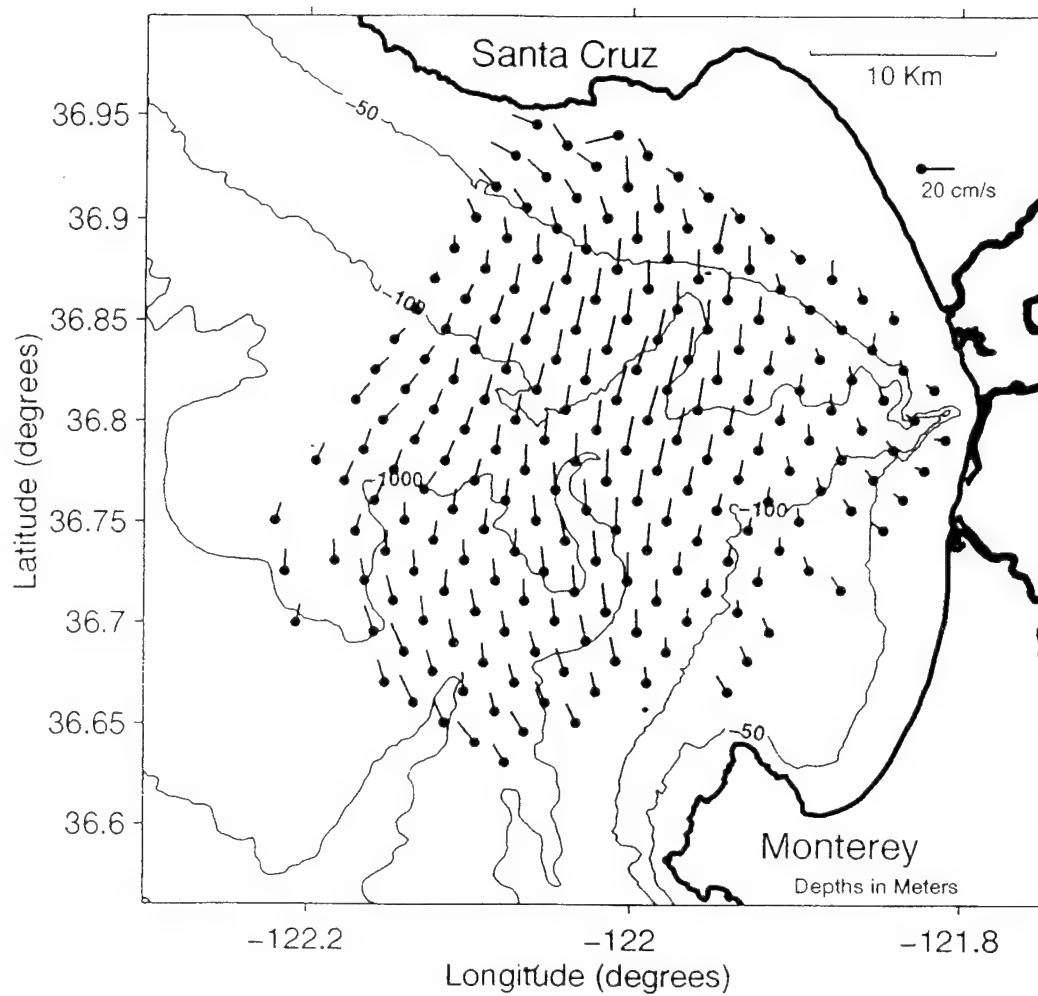 Santa Cruz
10 Km
20 cm/s
-50
-100
-1000
-100
-50
Monterey
Depths in Meters
36.95
36.9
36.85
36.8
36.75
36.7
36.65
36.6
Latitude (degrees)
-122.2
-122
-121.8
Longitude (degrees)